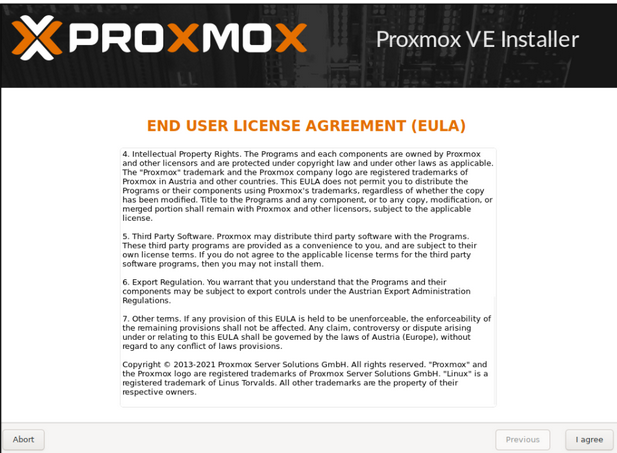 PROXMOX
Proxmox VE Installer
END USER LICENSE AGREEMENT (EULA)
4. Intellectual Property Rights. The Programs and each components are owned by Proxmox
and other licensors and are protected under copyright law and under other laws as applicable.
The "Proxmox" trademark and the Proxmox company logo are registered trademarks of
Proxmox in Austria and other countries. This EULA does not permit you to distribute the
Programs or their components using Proxmox's trademarks, regardless of whether the copy
has been modified. Title to the Programs and any component, or to any copy, modification, or
merged portion shall remain with Proxmox and other licensors, subject to the applicable
license.
5. Third Party Software. Proxmox may distribute third party software with the Programs.
These third party programs are provided as a convenience to you, and are subject to their
own license terms. If you do not agree to the applicable license terms for the third party
software programs, then you may not install them.
6. Export Regulation. You warrant that you understand that the Programs and their
components may be subject to export controls under the Austrian Export Administration
Regulations.
7. Other terms. If any provision of this EULA is held to be unenforceable, the enforceability of
the remaining provisions shall not be affected. Any claim, controversy or dispute arising
under or relating to this EULA shall be governed by the laws of Austria (Europe), without
regard to any conflict of laws provisions.
Copyright © 2013-2021 Proxmox Server Solutions GmbH. All rights reserved. "Proxmox" and
the Proxmox logo are registered trademarks of Proxmox Server Solutions GmbH. "Linux" is a
registered trademark of Linus Torvalds. All other trademarks are the property of their
respective owners.
Abort
Previous
I agree